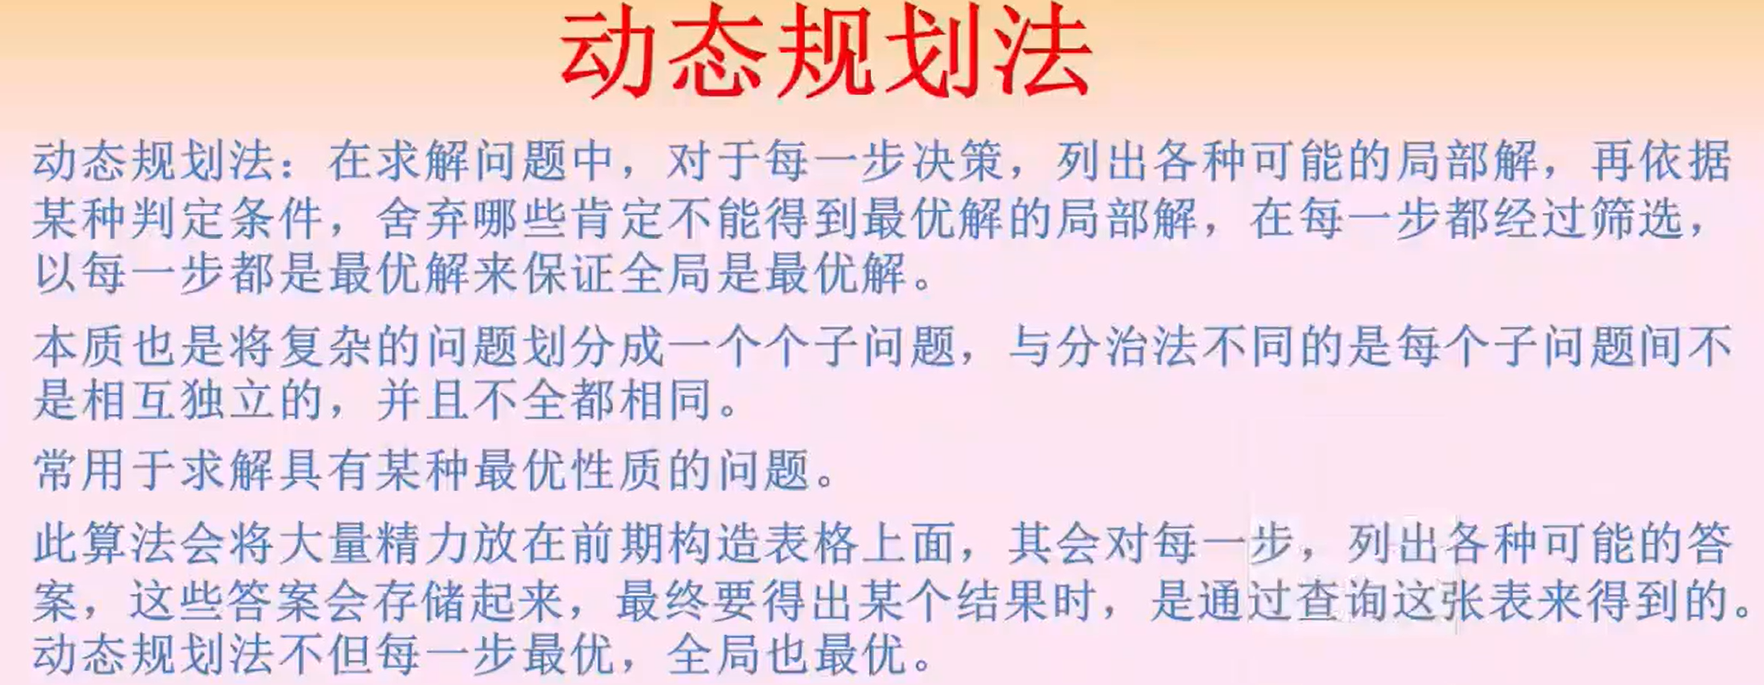 动态规划法
动态规划法：在求解问题中，对于每一步决策，列出各种可能的局部解，再依据
某种判定条件，舍弃哪些肯定不能得到最优解的局部解，在每一步都经过筛选，
以每一步都是最优解来保证全局是最优解。
本质也是将复杂的问题划分成一个个子问题，与分治法不同的是每个子问题间不
是相互独立的，并且不全都相同。
常用于求解具有某种最优性质的问题。
此算法会将大量精力放在前期构造表格上面，其会对每一步，列出各种可能的答
案，这些答案会存储起来，最终要得出某个结果时，是通过查询这张表来得到的。
动态规划法不但每一步最优，全局也最优。